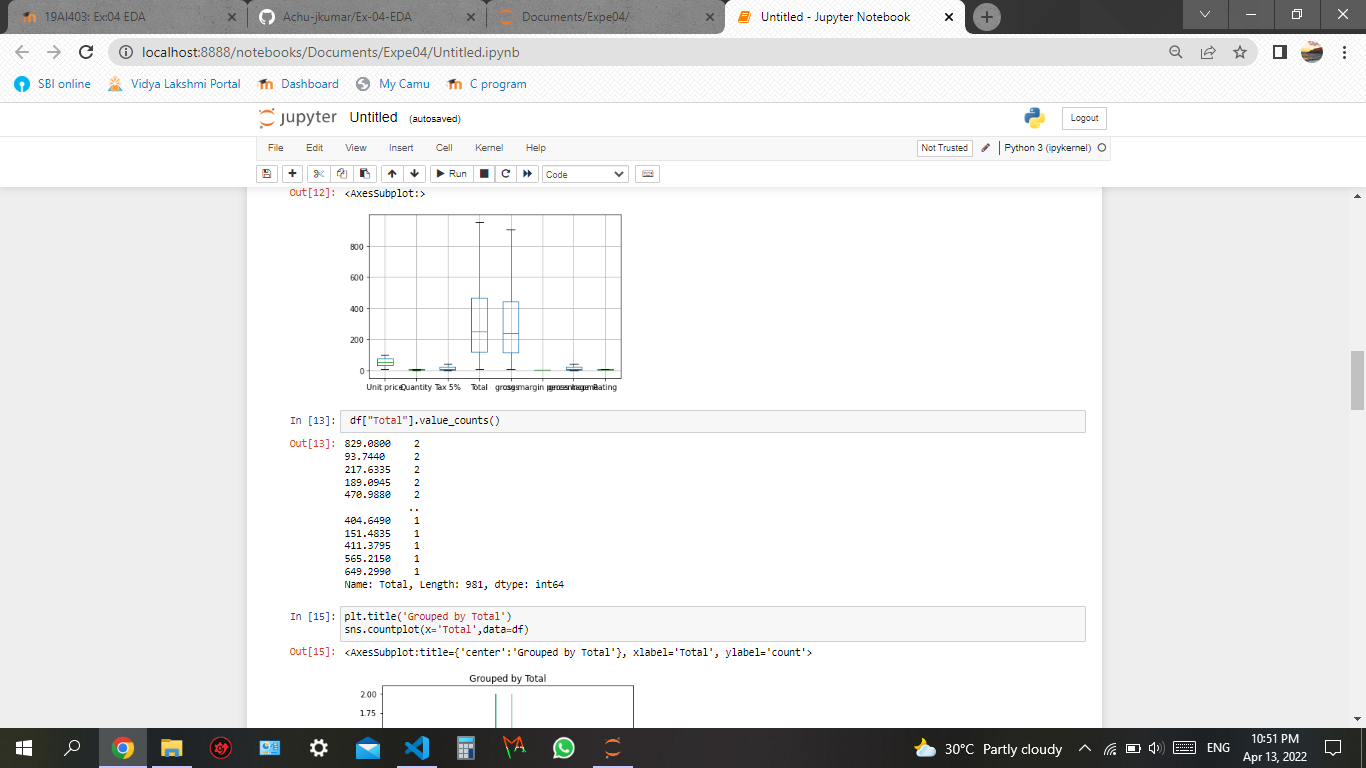 19AI403: Ex:04 EDA
Achu-jkumar/Ex-04-EDA
Documents/Expe04/
Untitled - Jupyter Notebook
localhost:8888/notebooks/Documents/Expe04/Untitled.ipynb
SBI online
Vidya Lakshmi Portal
Dashboard
My Camu
C program
jupyter Untitled (autosaved)
Logout
File Edit View Insert Cell Kernel Help
Not Trusted
Python 3 (ipykernel)
Run
Code
Out[12]: <AxesSubplot:>
800
600
400
200
0
Unit price Quantity Tax 5% Total margin Rating
In [13]: df["Total"].value_counts()
Out[13]: 829.0800 2
93.7440 2
217.6335 2
189.0945 2
470.9880 2
..
404.6490 1
151.4835 1
411.3795 1
565.2150 1
649.2990 1
Name: Total, Length: 981, dtype: int64
In [15]: plt.title('Grouped by Total')
sns.countplot(x='Total',data=df)
Out[15]: <AxesSubplot:title={'center':'Grouped by Total'}, xlabel='Total', ylabel='count'>
Grouped by Total
2.00
1.75
30°C Partly cloudy
ENG
10:51 PM
Apr 13, 2022